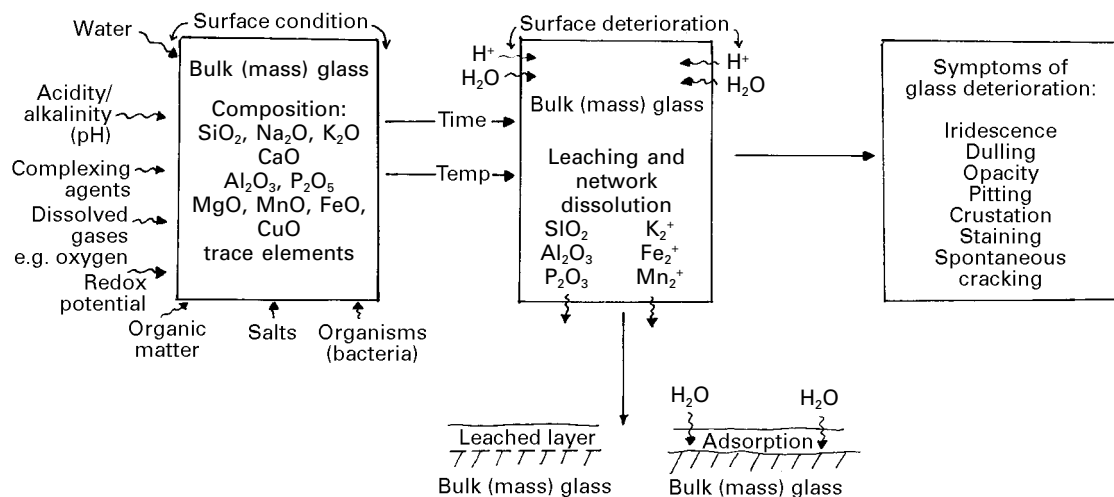 Water
Surface condition
Acidity/
alkalinity
(pH)
Complexing
agents
Dissolved
gases
e.g. oxygen
Redox
potential
Organic
matter
Salts
Organisms
(bacteria)
Bulk (mass) glass
Composition:
SiO₂, Na₂O, K₂O
CaO
Al₂O₃, P₂O₅
MgO, MnO, FeO,
CuO
trace elements
Time
Temp
Surface deterioration
H⁺
H₂O
H⁺
H₂O
Bulk (mass) glass
Leaching and
network
dissolution
SIO₂ K₂⁺
Al₂O₃ Fe₂⁺
P₂O₃ Mn₂⁺
Symptoms of
glass deterioration:
Iridescence
Dulling
Opacity
Pitting
Crustation
Staining
Spontaneous
cracking
Leached layer
Bulk (mass) glass
H₂O H₂O
Adsorption
Bulk (mass) glass